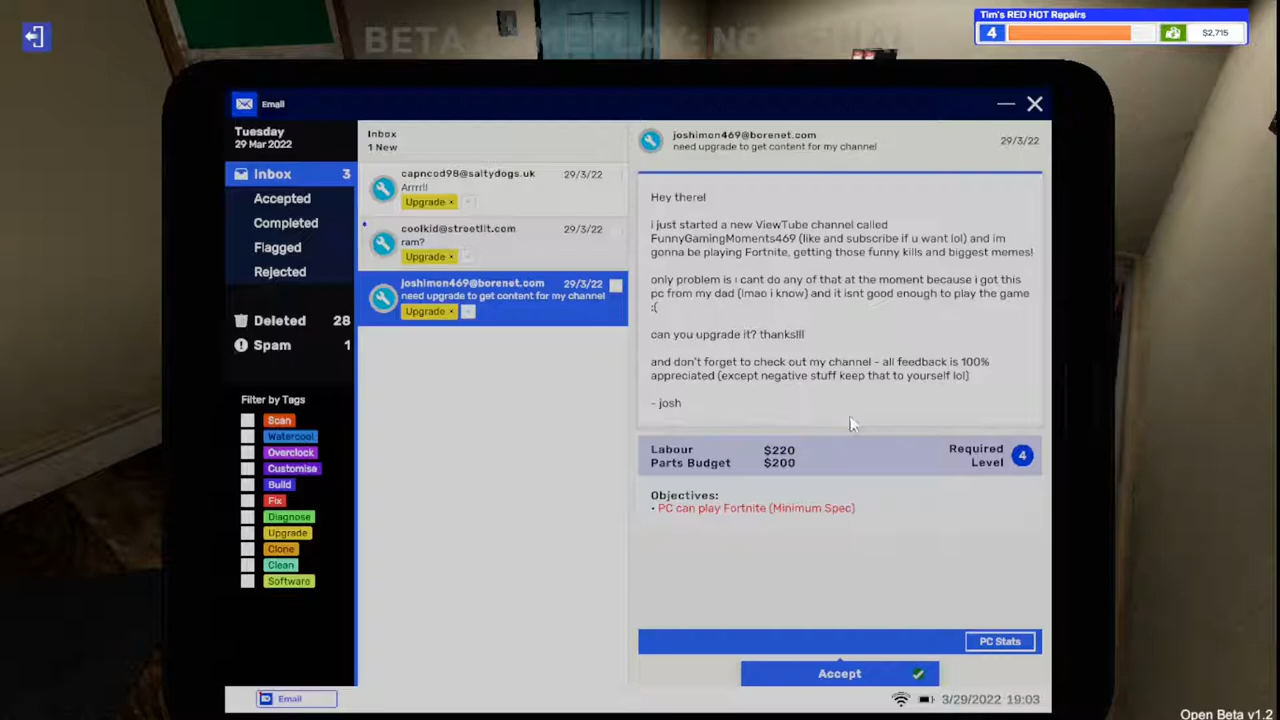 Tim's RED HOT Repairs
4
$2,715
Email
Tuesday
29 Mar 2022
Inbox 3
Accepted
Completed
Flagged
Rejected
Deleted 28
Spam 1
Filter by Tags
Scan
Watercool
Overclock
Customise
Build
Fix
Diagnose
Upgrade
Clone
Clean
Software
Inbox
1 New
capncod98@saltydogs.uk 29/3/22
Arrr!!
Upgrade ×
coolkid@streetlit.com 29/3/22
ram?
Upgrade ×
joshimon469@borenet.com 29/3/22
need upgrade to get content for my channel
Upgrade ×
joshimon469@borenet.com
need upgrade to get content for my channel
29/3/22
Hey there!
i just started a new ViewTube channel called
FunnyGamingMoments469 (like and subscribe if u want lol) and im
gonna be playing Fortnite, getting those funny kills and biggest memes!
only problem is i cant do any of that at the moment because i got this
pc from my dad (lmao i know) and it isnt good enough to play the game
:(
can you upgrade it? thanks!!!
and don't forget to check out my channel - all feedback is 100%
appreciated (except negative stuff keep that to yourself lol)
- josh
Labour $220
Parts Budget $200
Required
Level 4
Objectives:
• PC can play Fortnite (Minimum Spec)
PC Stats
Accept
Email
3/29/2022 19:03
Open Beta v1.2